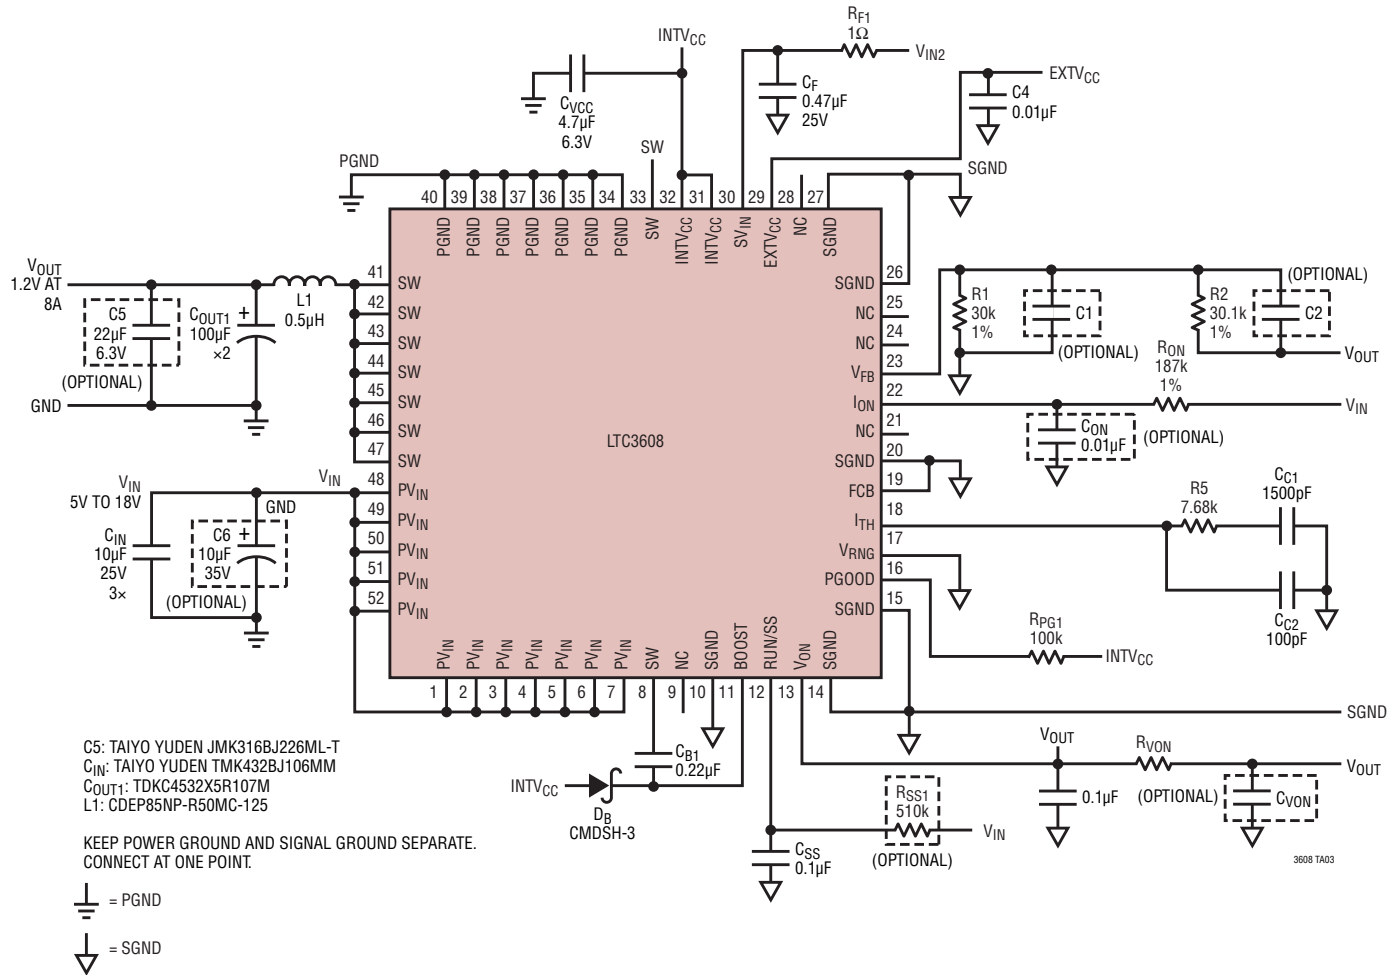 INTVCC
RF1
1Ω
VIN2
EXTVCC
CF
0.47µF
25V
C4
0.01µF
CVCC
4.7µF
6.3V
SW
PGND
SGND
40 39 38 37 36 35 34 33 32 31 30 29 28 27
PGND PGND PGND PGND PGND PGND PGND SW INTVCC INTVCC SVIN EXTVCC NC SGND
VOUT
1.2V AT
8A
C5
22µF
6.3V
(OPTIONAL)
COUT1
100µF
×2
+
L1
0.5µH
GND
41 SW
42 SW
43 SW
44 SW
45 SW
46 SW
47 SW
48 PVIN
49 PVIN
50 PVIN
51 PVIN
52 PVIN
VIN
5V TO 18V
VIN
GND
CIN
10µF
25V
3×
C6
10µF
35V
+
(OPTIONAL)
LTC3608
SGND 26
NC 25
NC 24
VFB 23
ION 22
NC 21
SGND 20
FCB 19
ITH 18
VRNG 17
PGOOD 16
SGND 15
R1
30k
1%
C1
(OPTIONAL)
R2
30.1k
1%
(OPTIONAL)
C2
VOUT
RON
187k
1%
VIN
CON
0.01µF
(OPTIONAL)
R5
7.68k
CC1
1500pF
CC2
100pF
RPG1
100k
INTVCC
SGND
PVIN PVIN PVIN PVIN PVIN PVIN PVIN SW NC SGND BOOST RUN/SS VON SGND
1 2 3 4 5 6 7 8 9 10 11 12 13 14
CB1
0.22µF
INTVCC
DB
CMDSH-3
VOUT
RVON
VOUT
0.1µF
(OPTIONAL)
CVON
RSS1
510k
(OPTIONAL)
VIN
CSS
0.1µF
C5: TAIYO YUDEN JMK316BJ226ML-T
CIN: TAIYO YUDEN TMK432BJ106MM
COUT1: TDKC4532X5R107M
L1: CDEP85NP-R50MC-125
KEEP POWER GROUND AND SIGNAL GROUND SEPARATE.
CONNECT AT ONE POINT.
= PGND
= SGND
3608 TA03